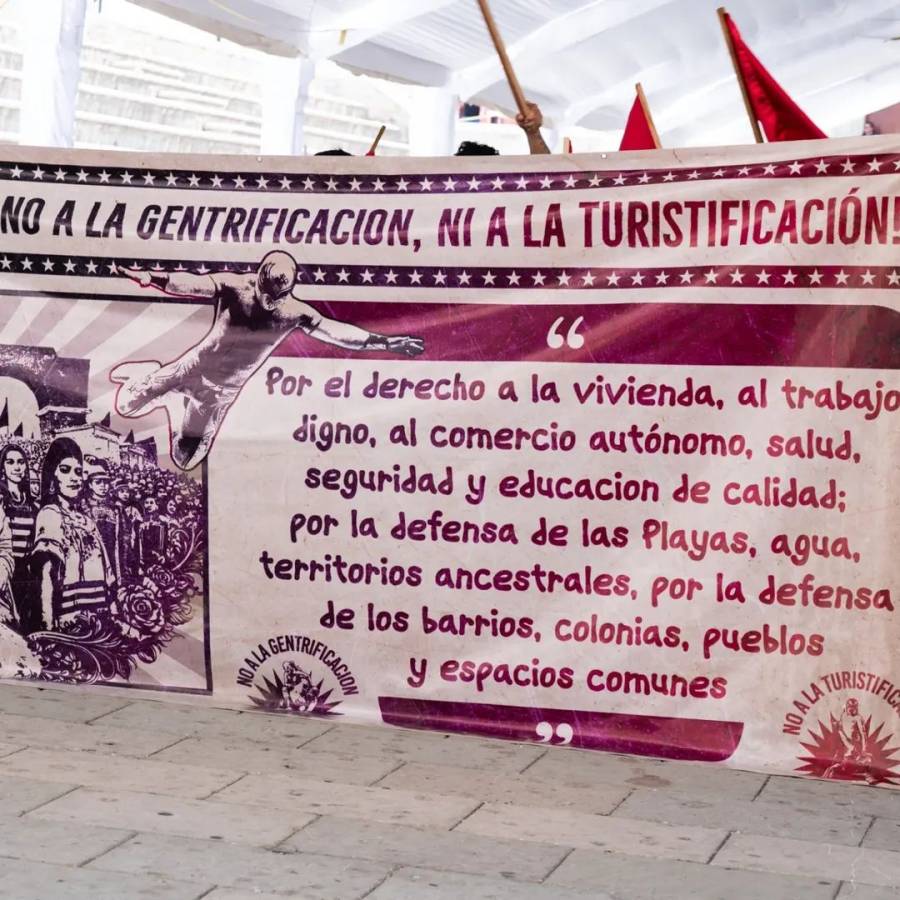 NO A LA GENTRIFICACION, NI A LA TURISTIFICACIÓN!
“
Por el derecho a la vivienda, al trabajo
digno, al comercio autónomo, salud,
seguridad y educacion de calidad;
por la defensa de las Playas, agua,
territorios ancestrales, por la defensa
de los barrios, colonias, pueblos
y espacios comunes
”
NO A LA GENTRIFICACION
NO A LA